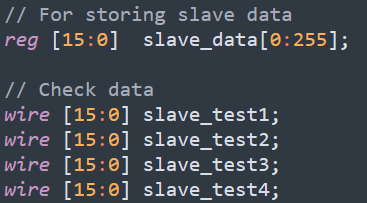 // For storing slave data
reg [15:0]  slave_data[0:255];

// Check data
wire [15:0] slave_test1;
wire [15:0] slave_test2;
wire [15:0] slave_test3;
wire [15:0] slave_test4;